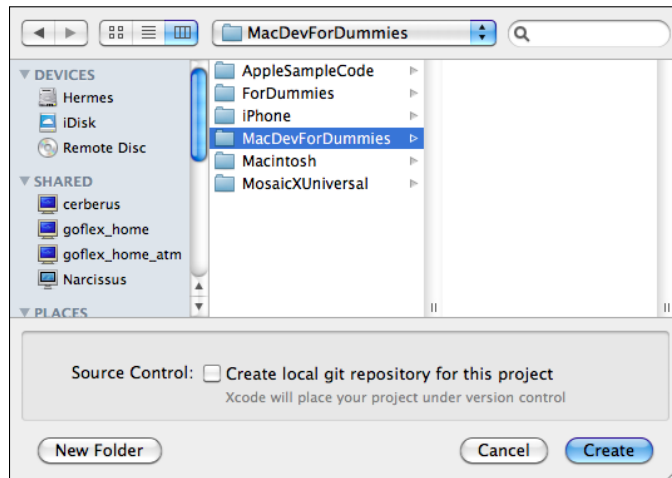 MacDevForDummies
DEVICES
Hermes
iDisk
Remote Disc
SHARED
cerberus
goflex_home
goflex_home_atm
Narcissus
PLACES
AppleSampleCode
ForDummies
iPhone
MacDevForDummies
Macintosh
MosaicXUniversal
Source Control: Create local git repository for this project
Xcode will place your project under version control
New Folder Cancel Create